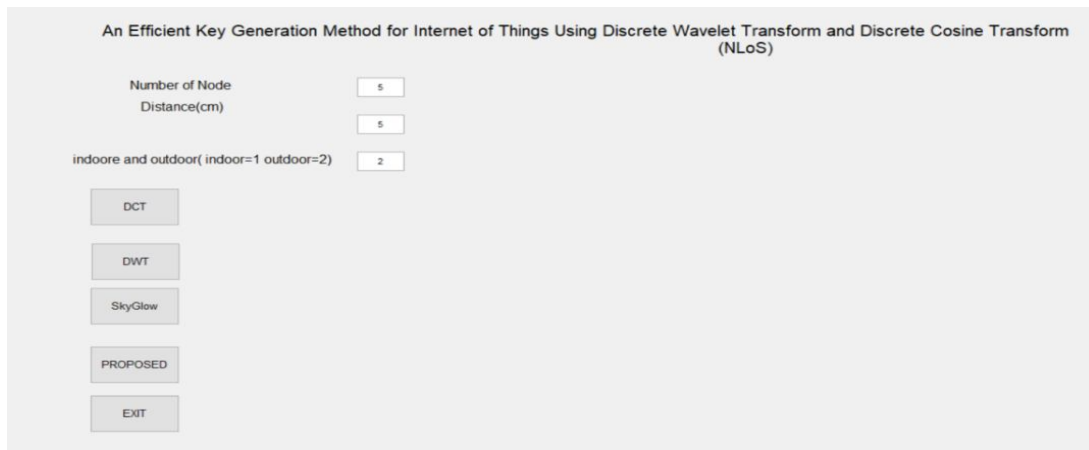 An Efficient Key Generation Method for Internet of Things Using Discrete Wavelet Transform and Discrete Cosine Transform
(NLoS)
Number of Node
5
Distance(cm)
5
indoore and outdoor( indoor=1 outdoor=2)
2
DCT
DWT
SkyGlow
PROPOSED
EXIT